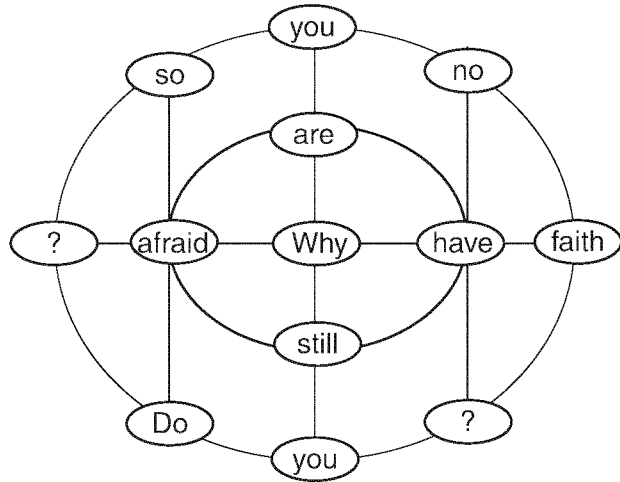 you
so no
are
? afraid Why have faith
still
Do ?
you